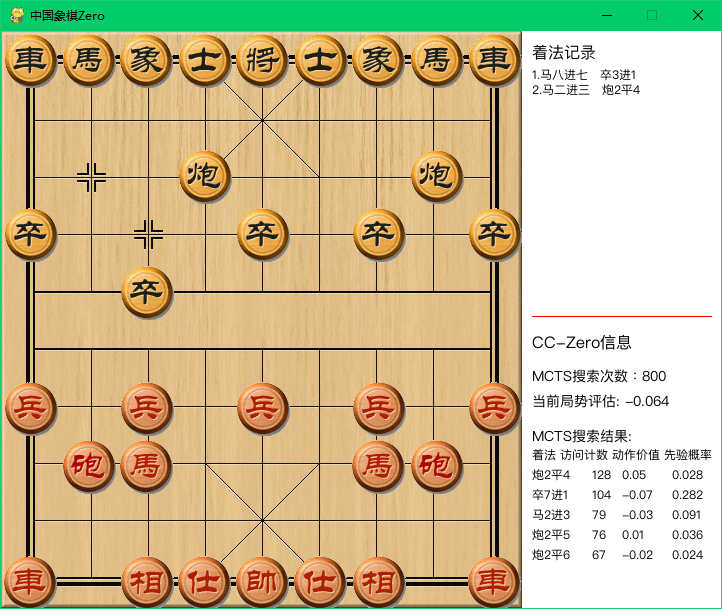 中国象棋Zero
車 馬 象 士 将 士 象 馬 車
炮 炮
卒 卒 卒 卒
卒
兵 兵 兵 兵 兵
砲 馬 馬 砲
車 相 仕 帥 仕 相 車
着法记录
1.马八进七 卒3进1
2.马二进三 炮2平4
CC-Zero信息
MCTS搜索次数：800
当前局势评估: -0.064
MCTS搜索结果:
着法 访问计数 动作价值 先验概率
炮2平4 128 0.05 0.028
卒7进1 104 -0.07 0.282
马2进3 79 -0.03 0.091
炮2平5 76 0.01 0.036
炮2平6 67 -0.02 0.024